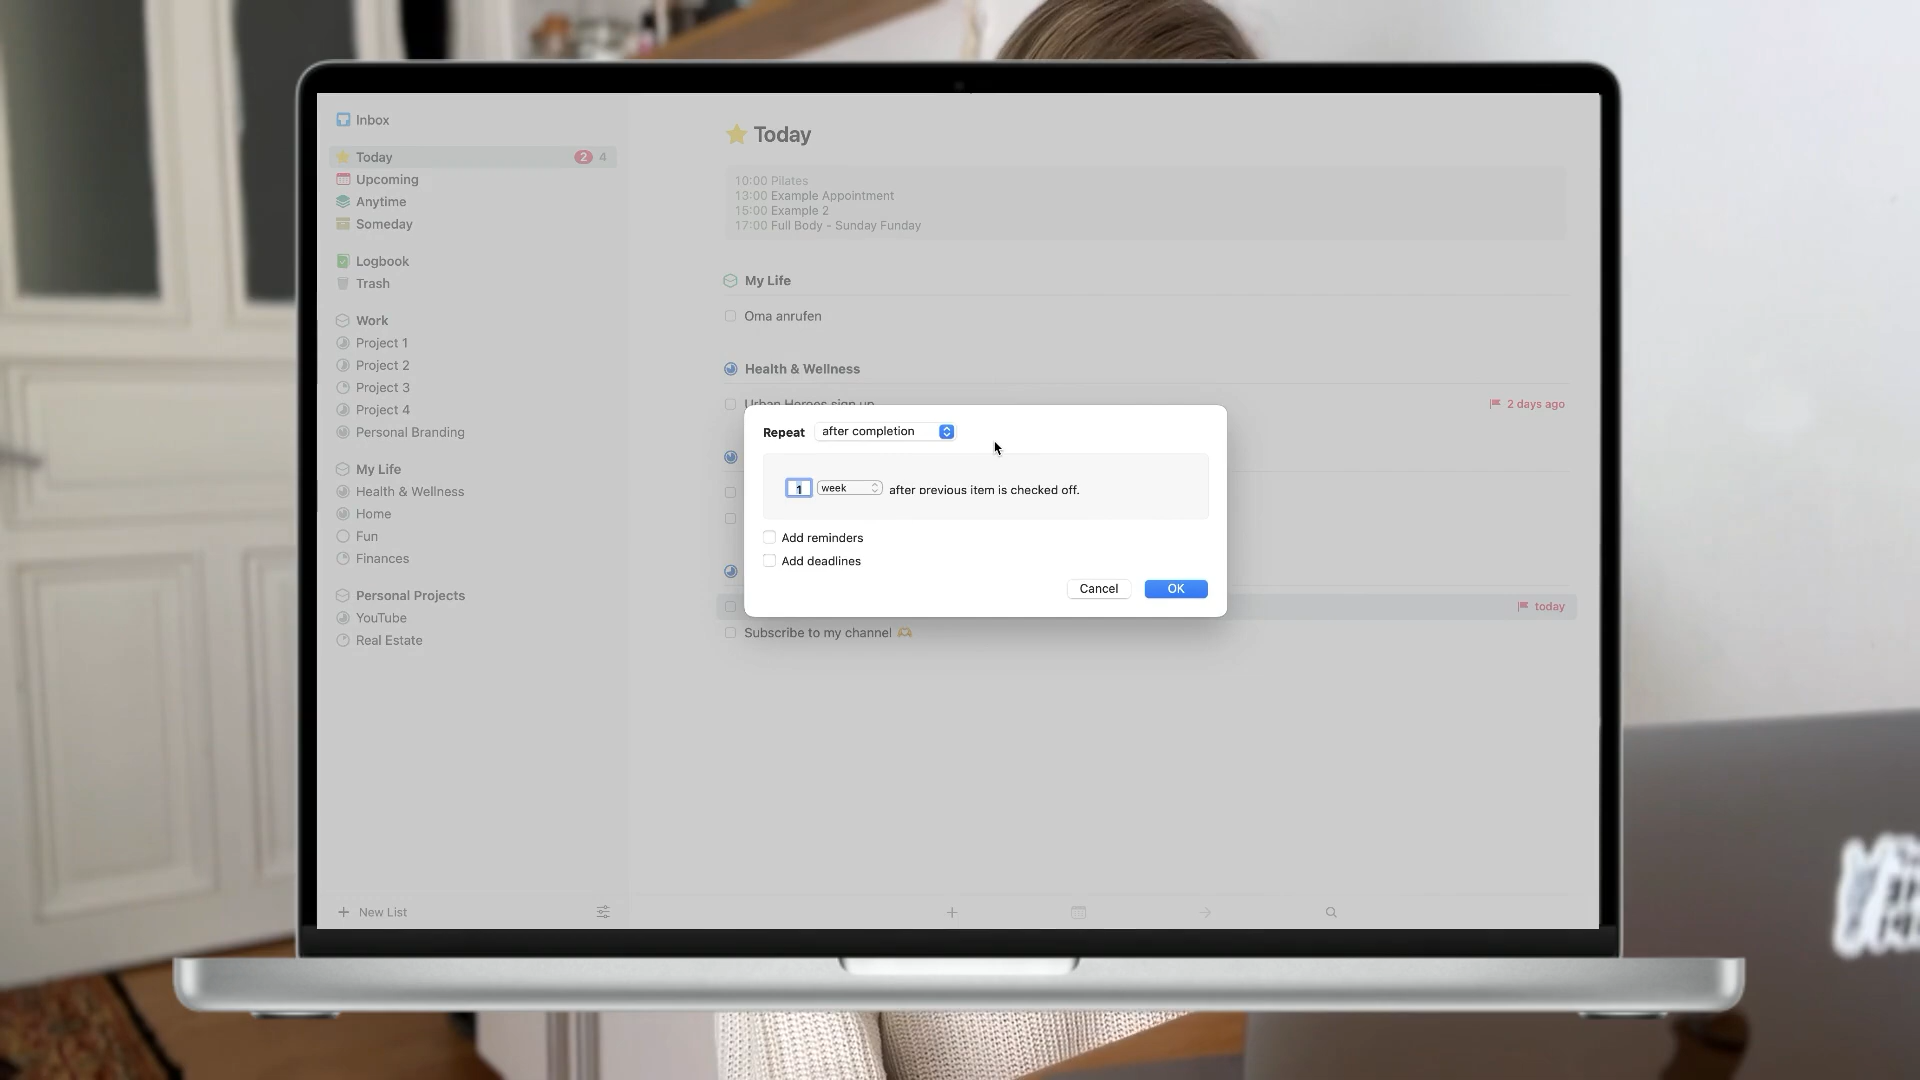 Inbox
Today 2 4
Upcoming
Anytime
Someday
Logbook
Trash
Work
Project 1
Project 2
Project 3
Project 4
Personal Branding
My Life
Health & Wellness
Home
Fun
Finances
Personal Projects
YouTube
Real Estate
New List
Today
10:00 Pilates
13:00 Example Appointment
15:00 Example 2
17:00 Full Body - Sunday Funday
My Life
Oma anrufen
Health & Wellness
Urban Heroes sign up
2 days ago
Repeat after completion
1 week after previous item is checked off.
Add reminders
Add deadlines
Cancel OK
today
Subscribe to my channel